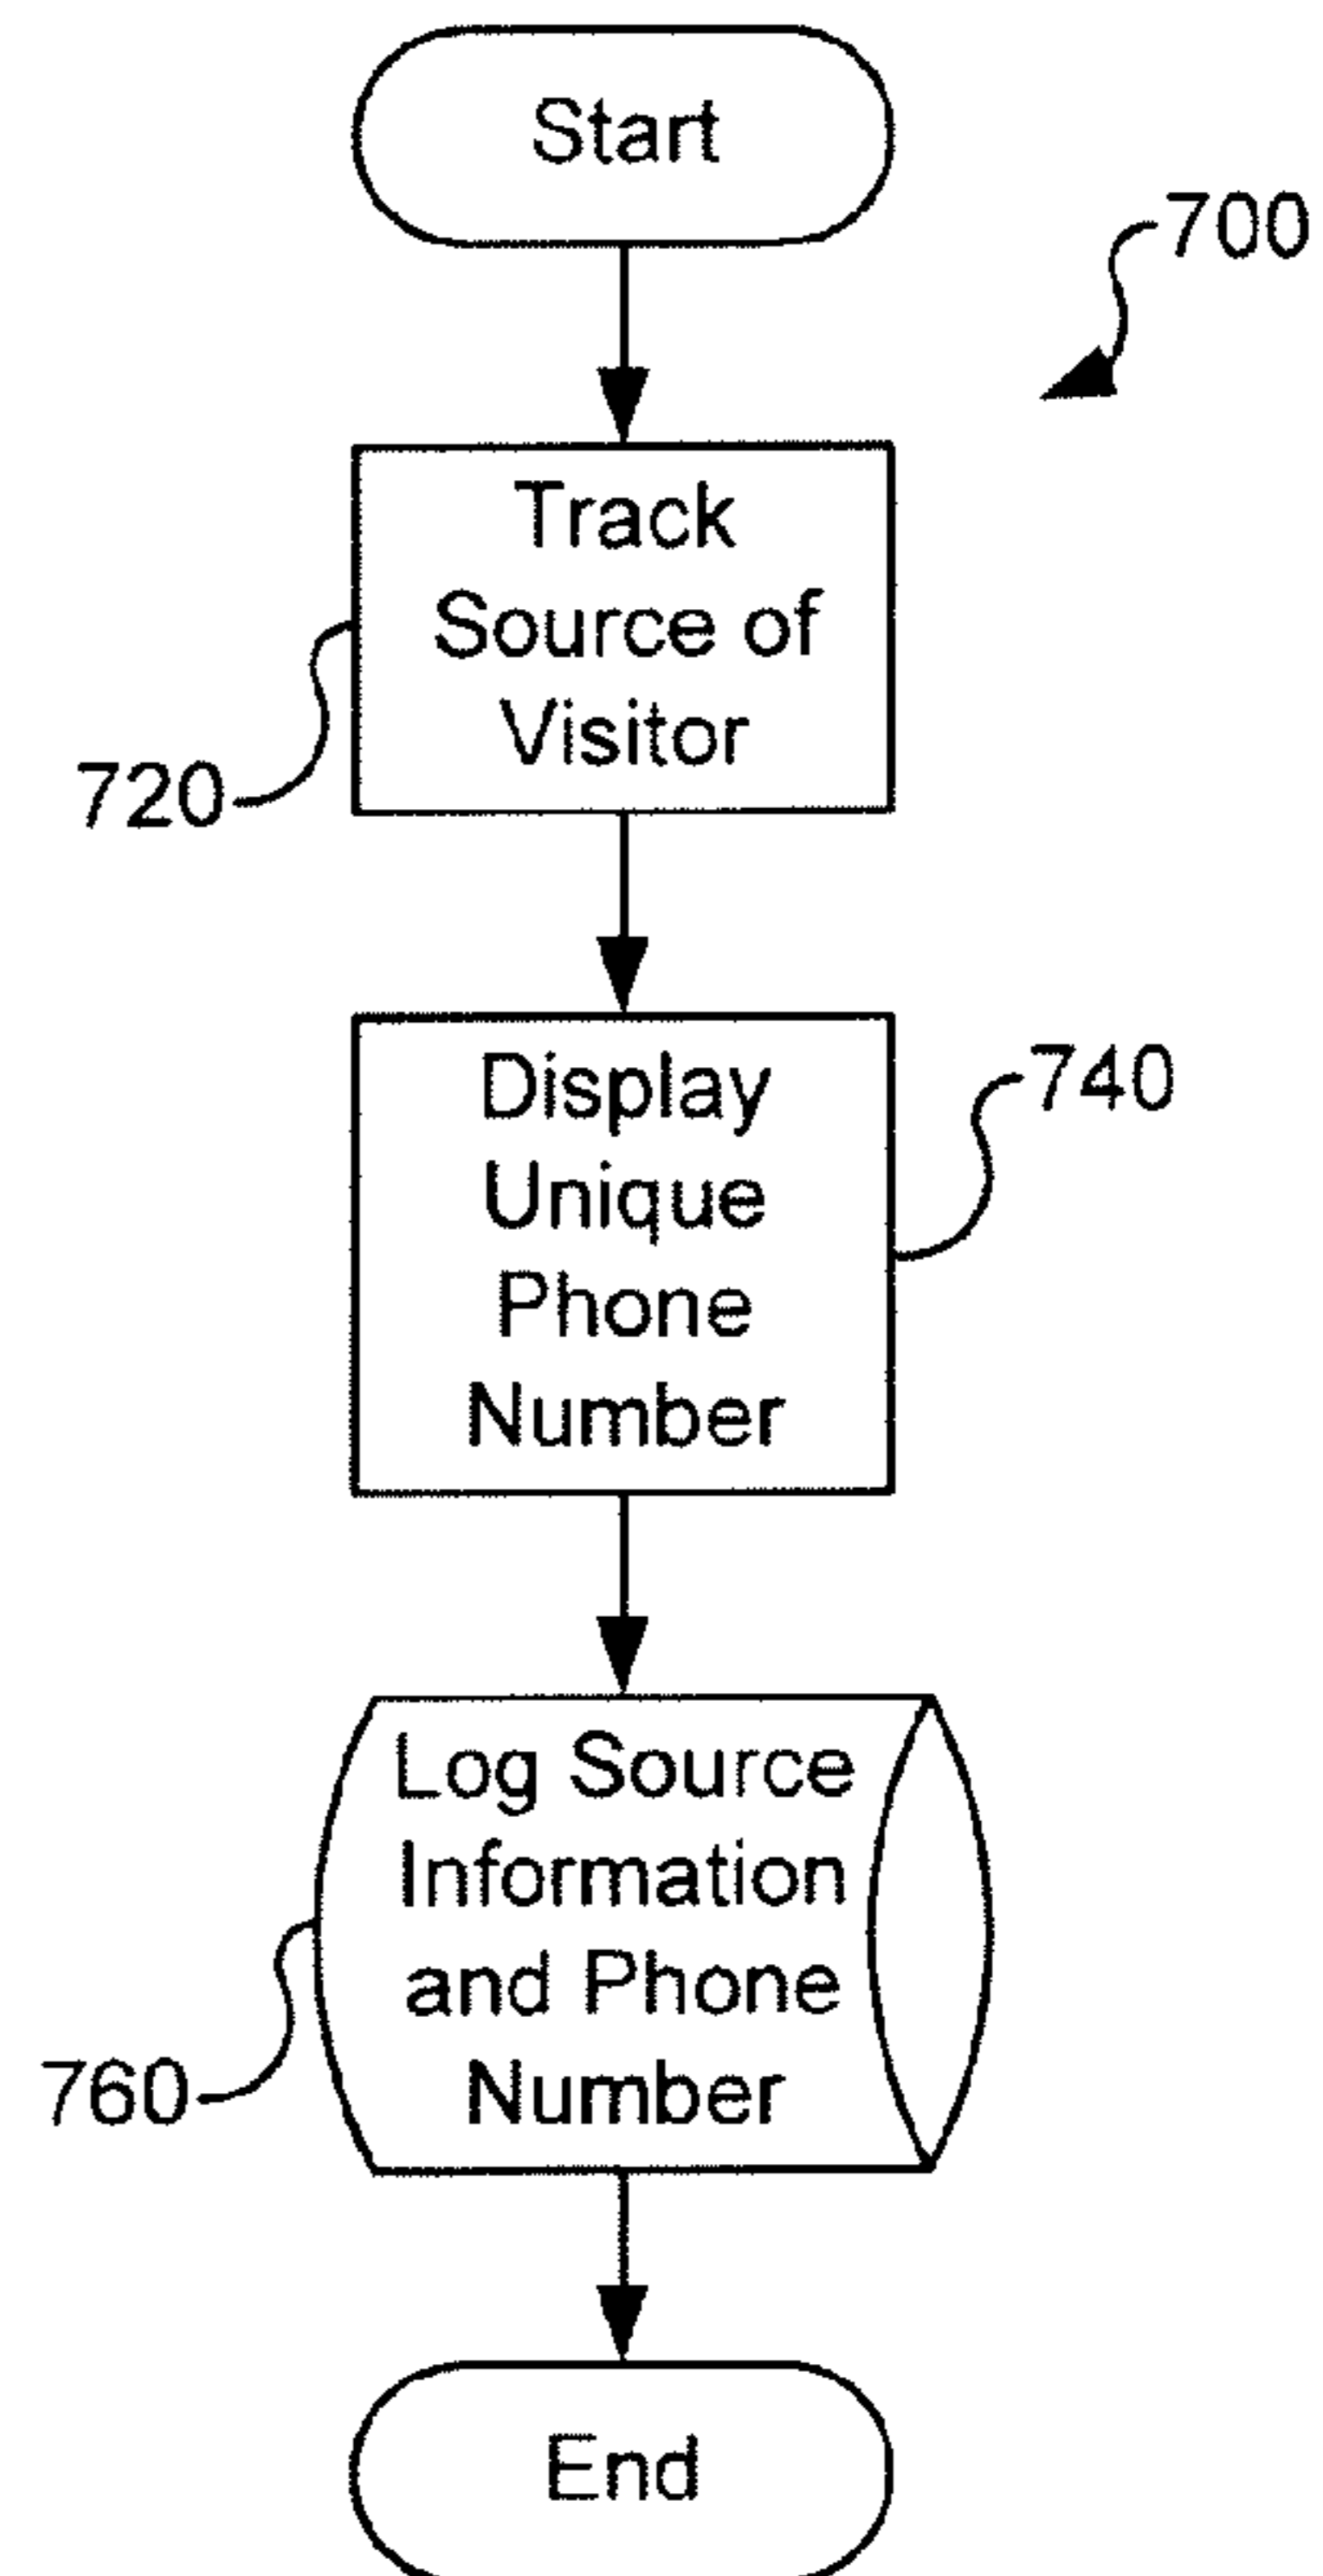 Start
700
Track
Source of
Visitor
720
Display
Unique
Phone
Number
740
Log Source
Information
and Phone
Number
760
End